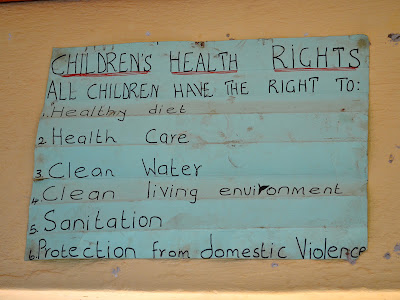 CHILDREN'S HEALTH RIGHTS
ALL CHILDREN HAVE THE RIGHT TO:
1. Healthy diet
2. Health Care
3. Clean Water
4. Clean living environment
5. Sanitation
6. Protection from domestic Violence